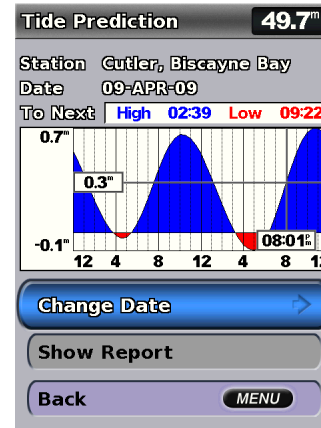 Tide Prediction 49.7m
Station Cutler, Biscayne Bay
Date 09-APR-09
To Next High 02:39 Low 09:22
0.7m
0.3m
-0.1m
08:01PM
12 4 8 12 4 8 1
Change Date
Show Report
Back MENU